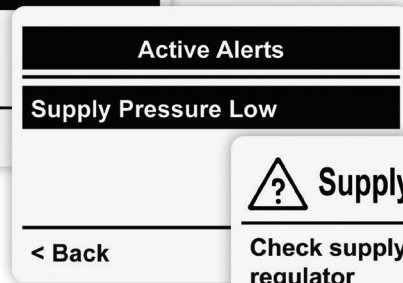 Active Alerts
Supply Pressure Low
< Back
? Supply
Check supply
regulator